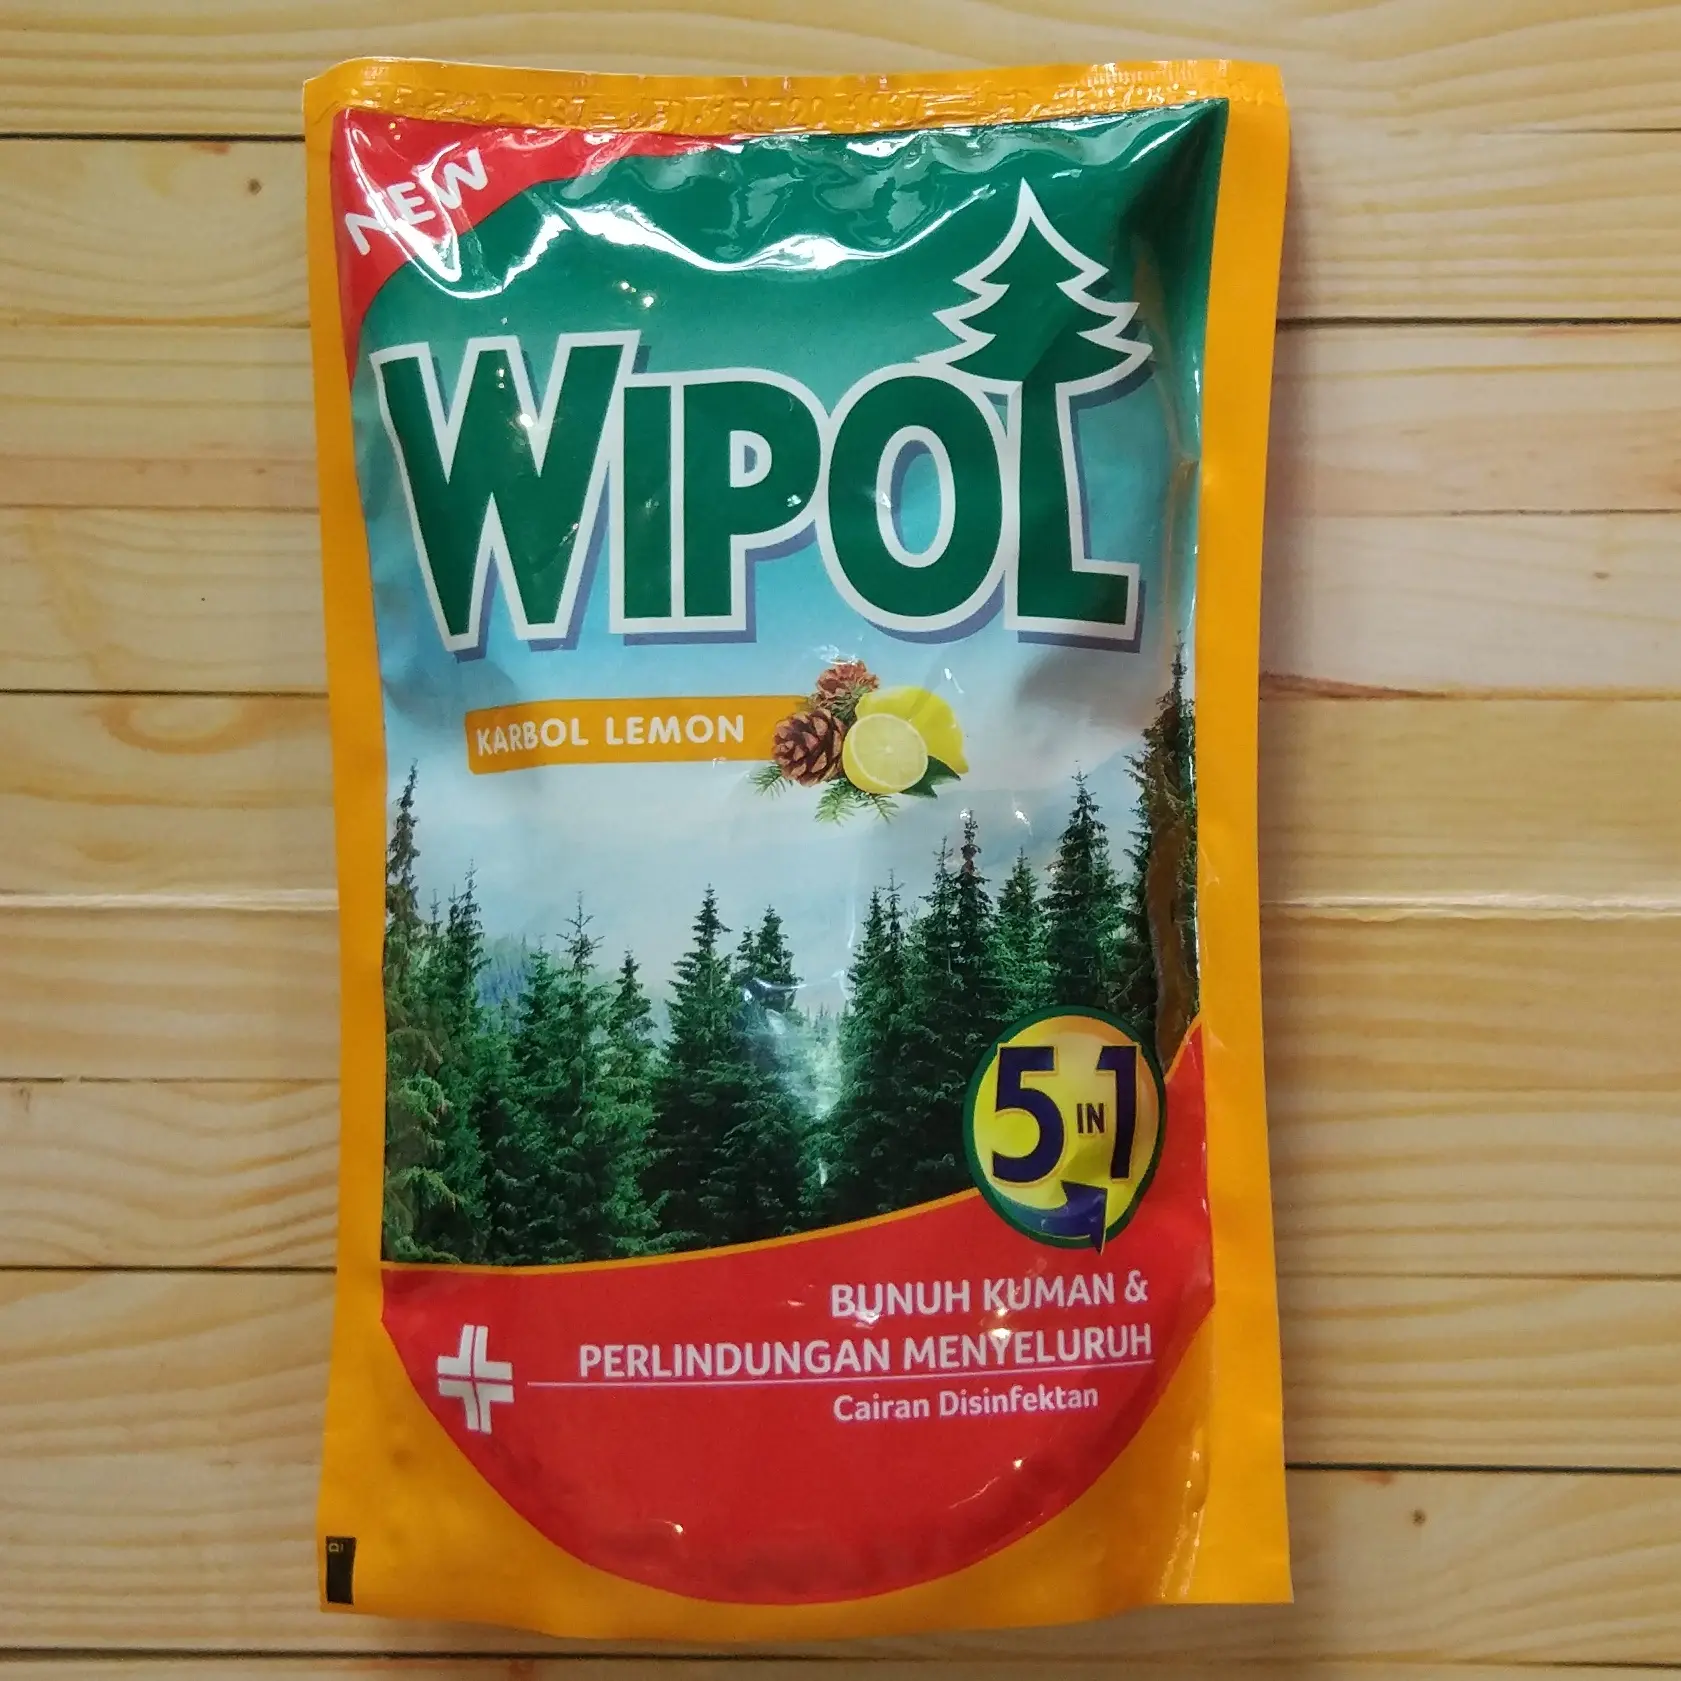 NEW
WIPOL
KARBOL LEMON
5 IN 1
BUNUH KUMAN &
PERLINDUNGAN MENYELURUH
Cairan Disinfektan